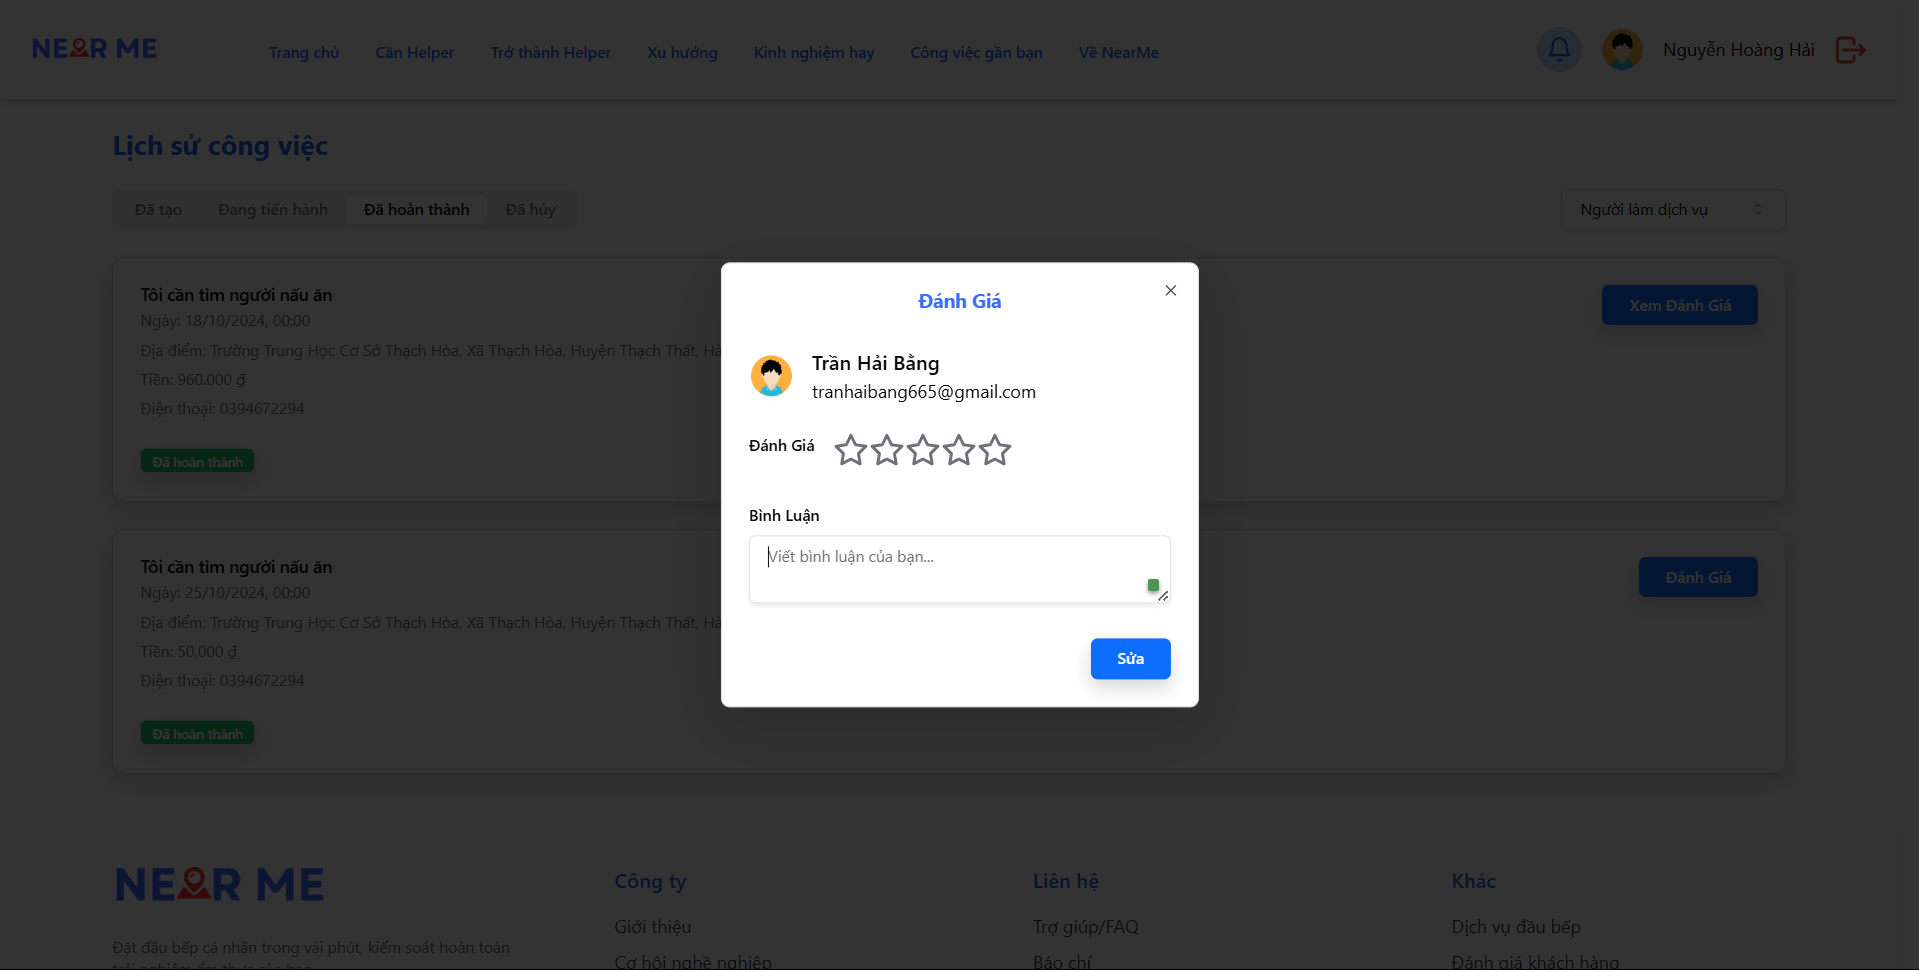 NEAR ME
Trang chủ
Cần Helper
Trở thành Helper
Xu hướng
Kinh nghiệm hay
Công việc gần bạn
Về NearMe
Nguyễn Hoàng Hải
Lịch sử công việc
Đã tạo
Đang tiến hành
Đã hoàn thành
Đã hủy
Người làm dịch vụ
Tôi cần tìm người nấu ăn
Ngày: 18/10/2024, 00:00
Địa điểm: Trường Trung Học Cơ Sở Thạch Hòa, Xã Thạch Hòa, Huyện Thạch Thất, Hà
Tiền: 960.000 ₫
Điện thoại: 0394672294
Đã hoàn thành
Xem Đánh Giá
Đánh Giá
Trần Hải Bằng
tranhaibang665@gmail.com
Đánh Giá
Bình Luận
Viết bình luận của bạn...
Sửa
Tôi cần tìm người nấu ăn
Ngày: 25/10/2024, 00:00
Địa điểm: Trường Trung Học Cơ Sở Thạch Hòa, Xã Thạch Hòa, Huyện Thạch Thất, Hà
Tiền: 50.000 ₫
Điện thoại: 0394672294
Đã hoàn thành
Đánh Giá
NEAR ME
Đặt đầu bếp cá nhân trong vài phút, kiểm soát hoàn toàn
trải nghiệm ẩm thực của bạn
Công ty
Giới thiệu
Cơ hội nghề nghiệp
Liên hệ
Trợ giúp/FAQ
Báo chí
Khác
Dịch vụ đầu bếp
Đánh giá khách hàng